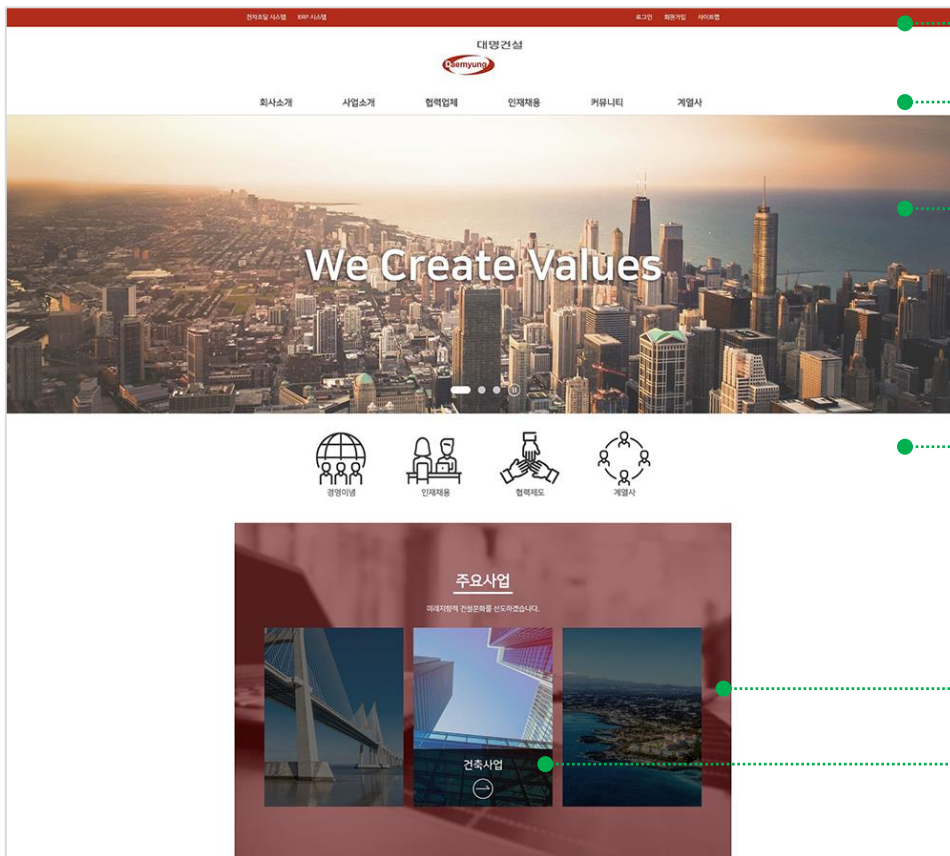 전자조달 시스템 ERP 시스템 로그인 회원가입 사이트맵
대명건설
Daemyung
회사소개 사업소개 협력업체 인재채용 커뮤니티 계열사
We Create Values
경영이념 인재채용 협력제도 계열사
주요사업
미래지향적 건설문화를 선도하겠습니다.
건축사업